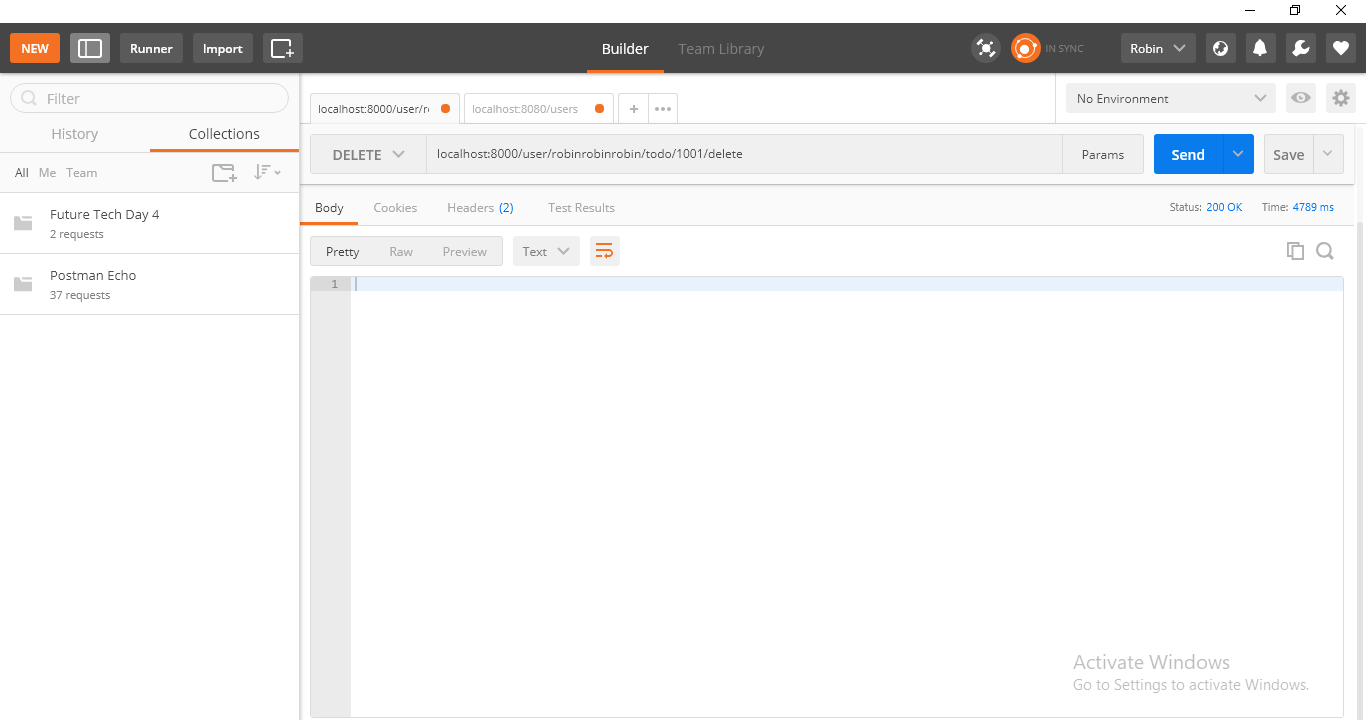 NEW
Runner
Import
Builder
Team Library
IN SYNC
Robin
Filter
History
Collections
All Me Team
Future Tech Day 4
2 requests
Postman Echo
37 requests
localhost:8000/user/r
localhost:8080/users
+
No Environment
DELETE
localhost:8000/user/robinrobinrobin/todo/1001/delete
Params
Send
Save
Body
Cookies
Headers (2)
Test Results
Status: 200 OK
Time: 4789 ms
Pretty
Raw
Preview
Text
1
Activate Windows
Go to Settings to activate Windows.